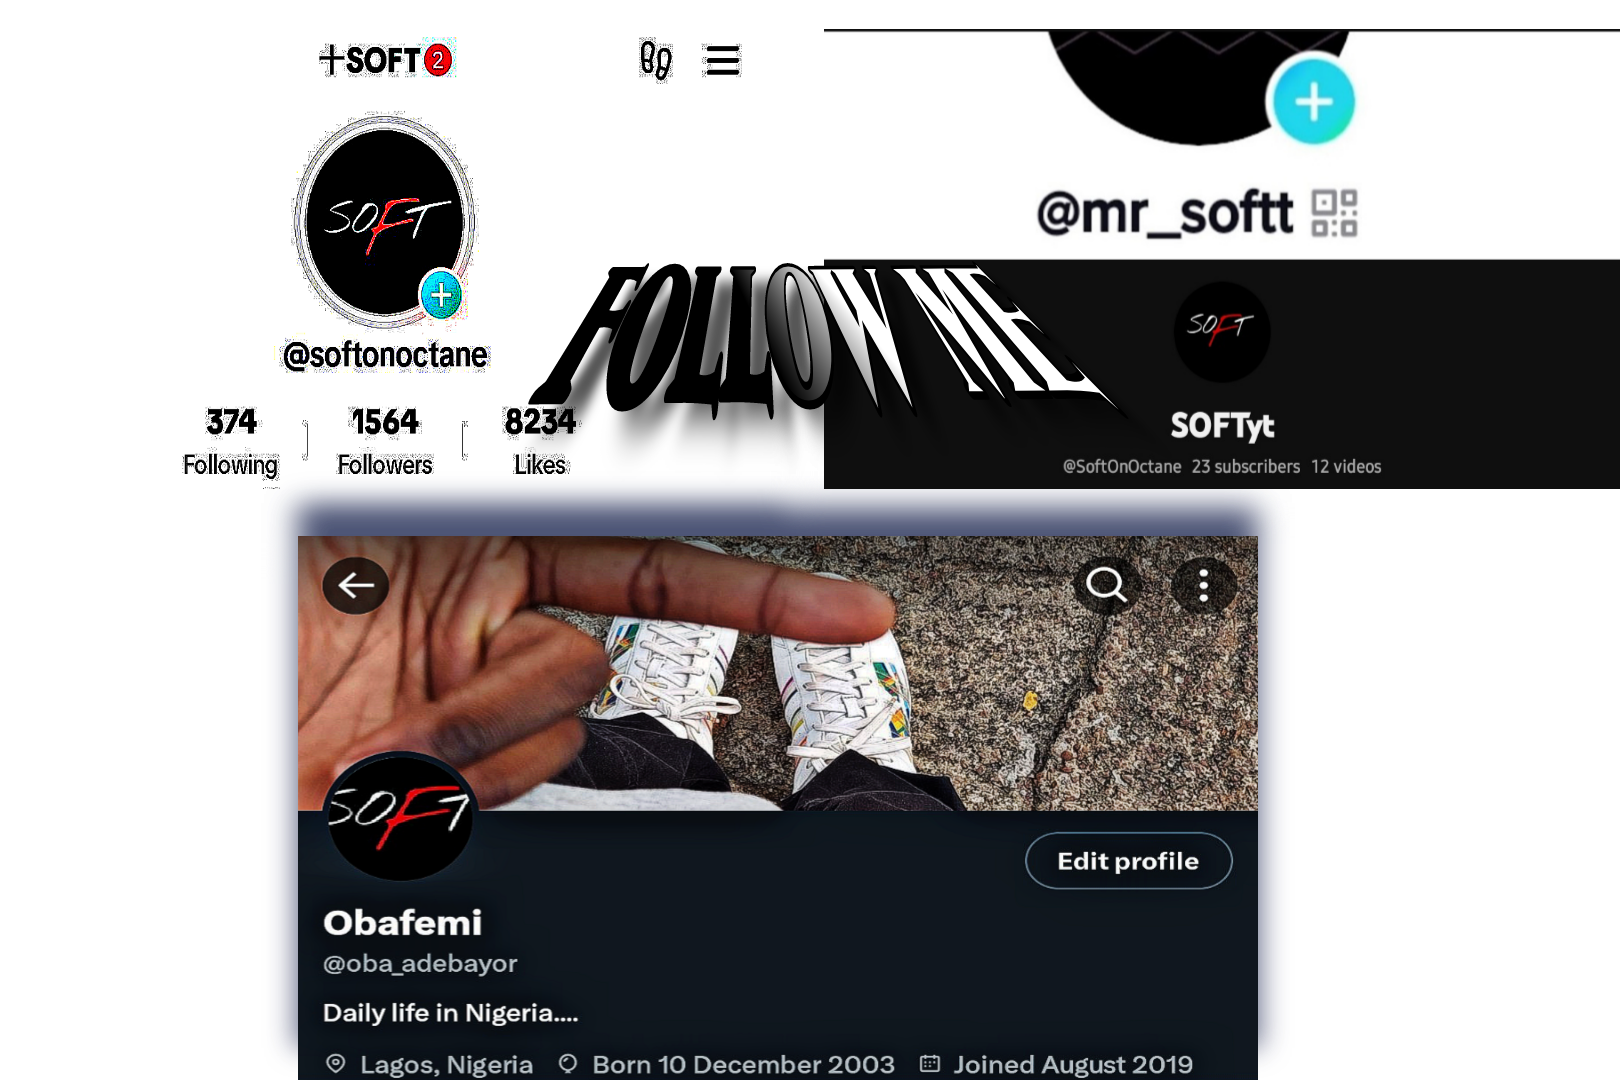 SOFT 2
SOFT
@softonoctane
374 1564 8234
Following Followers Likes
@mr_softt
FOLLOW ME
SOFT
SOFTyt
@SoftOnOctane 23 subscribers 12 videos
SOFT
Edit profile
Obafemi
@oba_adebayor
Daily life in Nigeria....
Lagos, Nigeria Born 10 December 2003 Joined August 2019